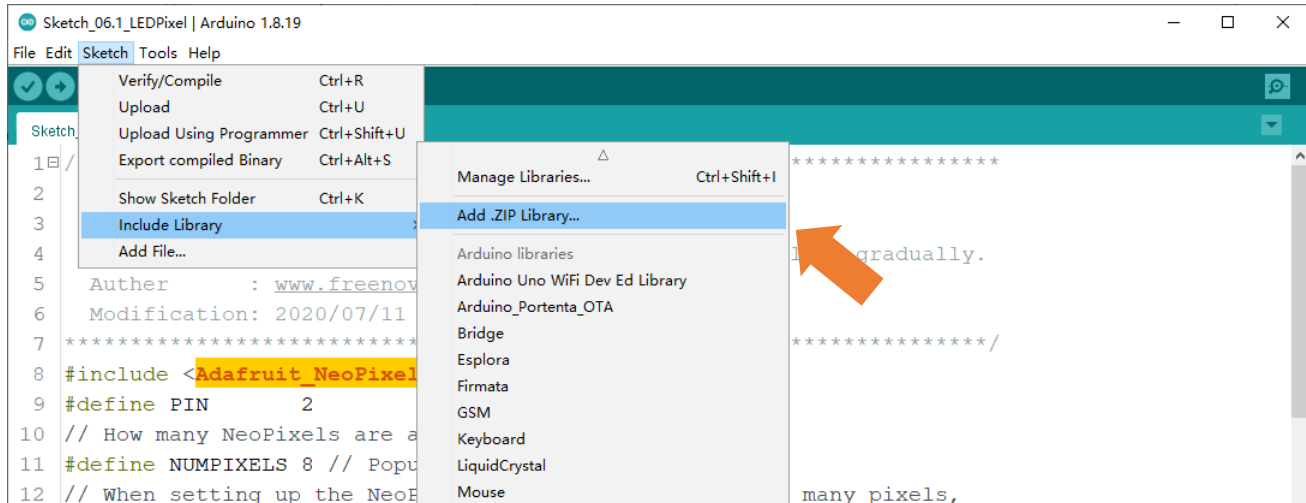 Sketch_06.1_LEDPixel | Arduino 1.8.19
File Edit Sketch Tools Help
Verify/Compile Ctrl+R
Upload Ctrl+U
Upload Using Programmer Ctrl+Shift+U
Export compiled Binary Ctrl+Alt+S
Show Sketch Folder Ctrl+K
Include Library
Add File...
Manage Libraries... Ctrl+Shift+I
Add .ZIP Library...
Arduino libraries
Arduino Uno WiFi Dev Ed Library
Arduino_Portenta_OTA
Bridge
Esplora
Firmata
GSM
Keyboard
LiquidCrystal
Mouse
Sketch_
1 / ****************
2
3
4 gradually.
5 Auther : www.freenov
6 Modification: 2020/07/11
7 *************************** ***************/
8 #include <Adafruit_NeoPixel
9 #define PIN 2
10 // How many NeoPixels are a
11 #define NUMPIXELS 8 // Popu
12 // When setting up the NeoP many pixels,